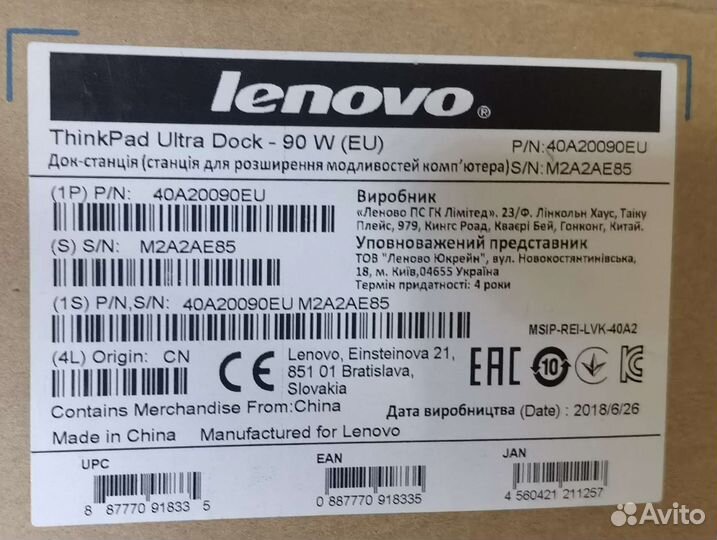 lenovo®
ThinkPad Ultra Dock - 90 W (EU)
P/N: 40A20090EU
Док-станція (станція для розширення модливостей комп'ютера) S/N: M2A2AE85
(1P) P/N: 40A20090EU
(S) S/N: M2A2AE85
(1S) P/N,S/N: 40A20090EU M2A2AE85
(4L) Origin: CN
Виробник
«Леново ПС ГК Лімітед». 23/Ф. Лінкольн Хаус, Таіку
Плейс, 979, Кингс Роад, Кваєрі Бей, Гонконг, Китай.
Уповноважений представник
ТОВ "Леново Юкрейн", вул. Новокостянтинівська,
18, м. Київ,04655 Україна
Термін придатності: 4 роки
MSIP-REI-LVK-40A2
CE
Lenovo, Einsteinova 21,
851 01 Bratislava,
Slovakia
EAC
10
Contains Merchandise From:China
Дата виробництва (Date) : 2018/6/26
Made in China Manufactured for Lenovo
UPC
8 87770 91833 5
EAN
0 887770 918335
JAN
4 560421 211257
Avito